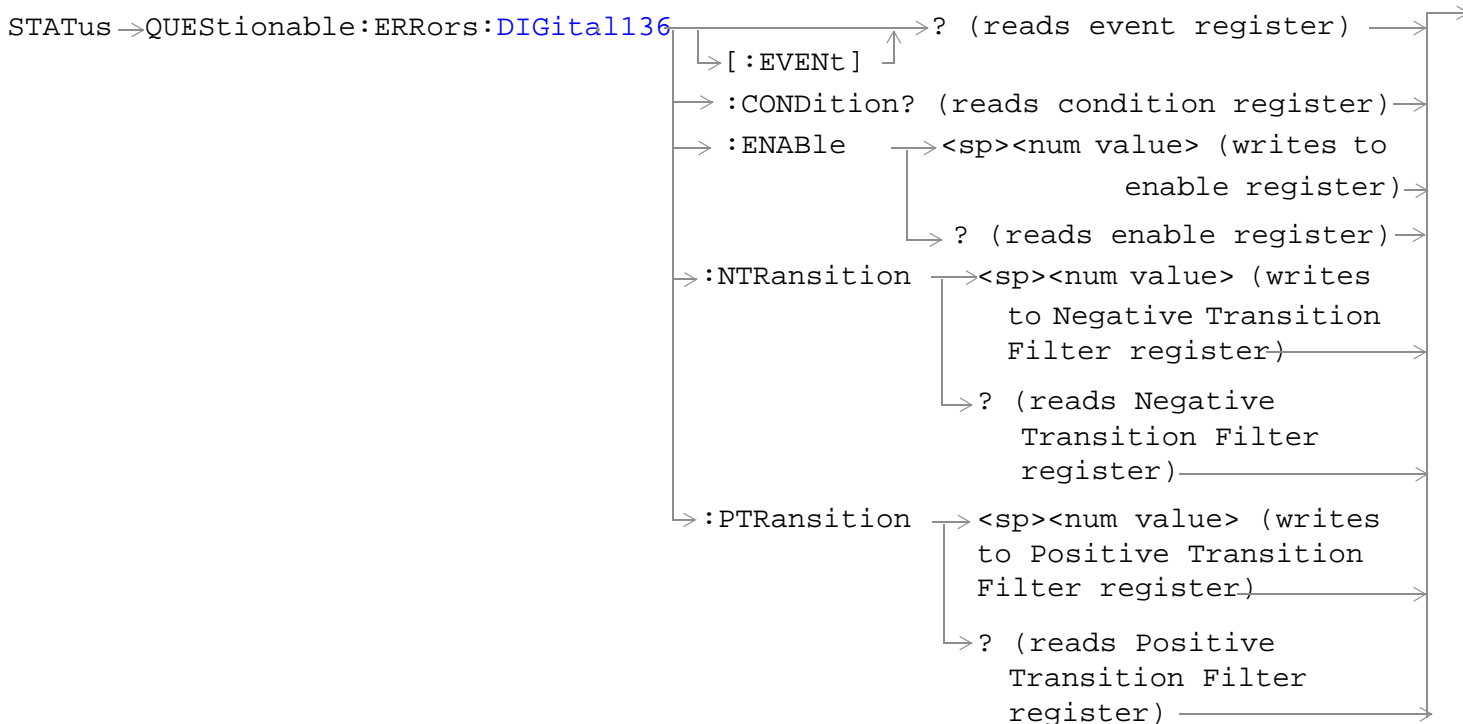 STATus QUEStionable:ERRors:DIGital136 ? (reads event register)
[:EVENt]
:CONDition? (reads condition register)
:ENABle <sp><num value> (writes to
enable register)
? (reads enable register)
:NTRansition <sp><num value> (writes
to Negative Transition
Filter register)
? (reads Negative
Transition Filter
register)
:PTRansition <sp><num value> (writes
to Positive Transition
Filter register)
? (reads Positive
Transition Filter
register)